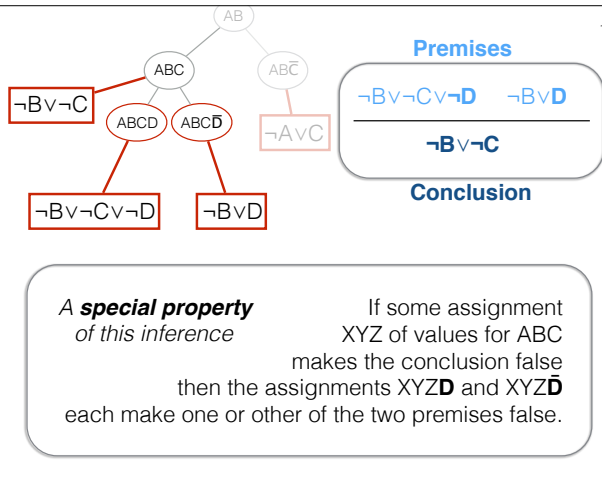 AB
Premises
ABC
ABC̅
¬B∨¬C∨¬D ¬B∨D
¬B∨¬C
ABCD
ABCD̅
¬A∨C
¬B∨¬C
Conclusion
¬B∨¬C∨¬D
¬B∨D
A special property
of this inference
If some assignment
XYZ of values for ABC
makes the conclusion false
then the assignments XYZD and XYZD̅
each make one or other of the two premises false.